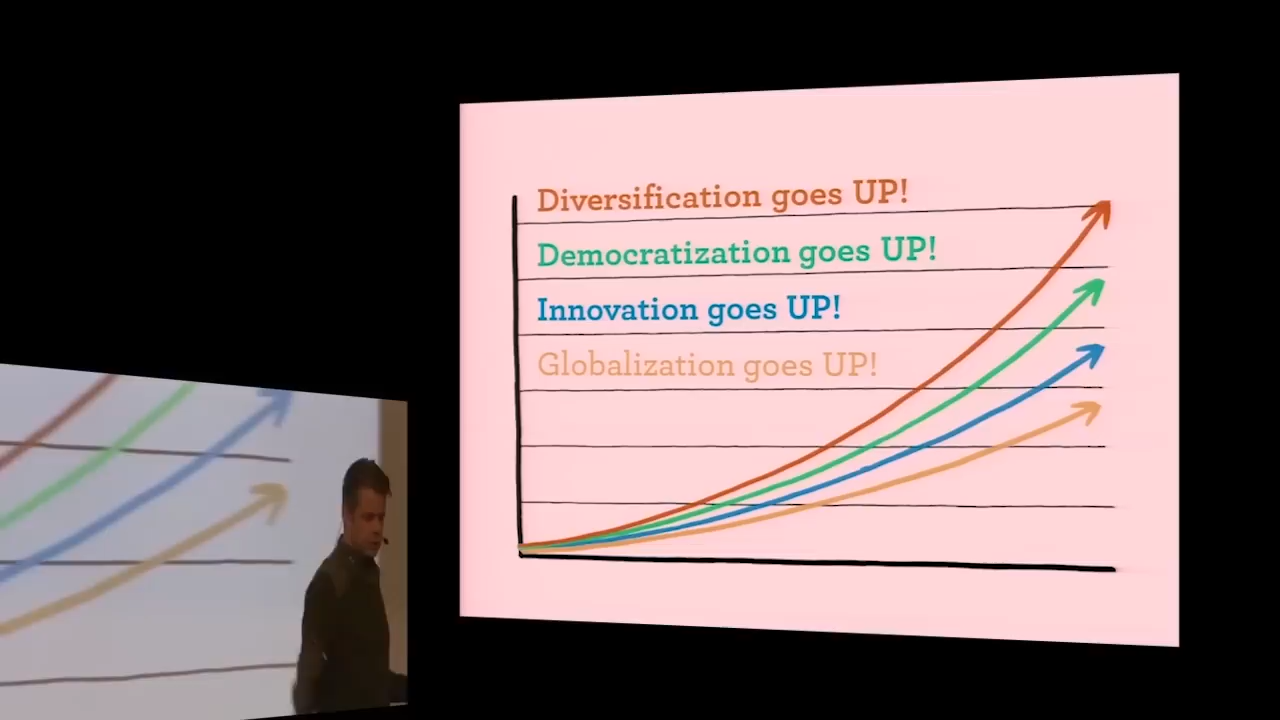 Diversification goes UP!
Democratization goes UP!
Innovation goes UP!
Globalization goes UP!